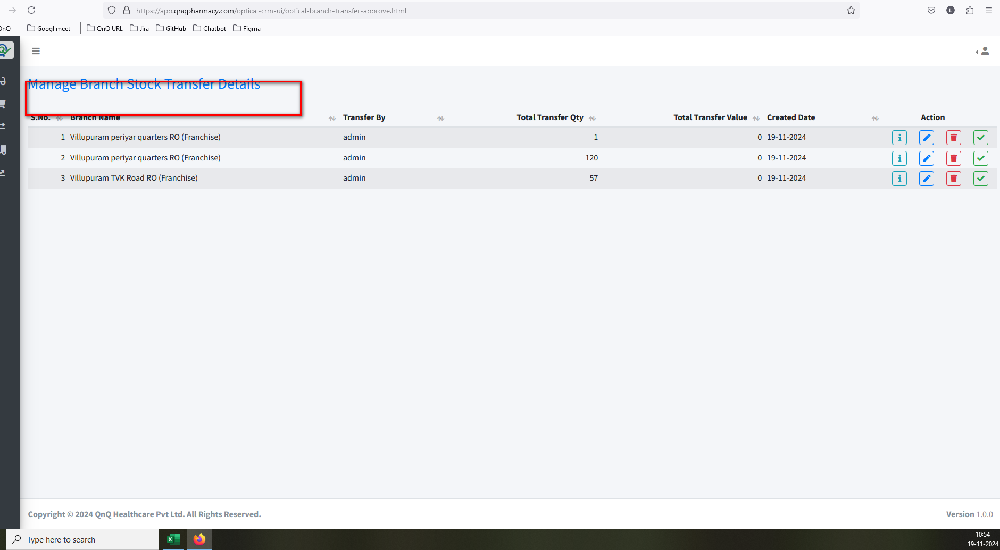 https://app.qnqpharmacy.com/optical-crm-ui/optical-branch-transfer-approve.html
L
QnQ Googl meet QnQ URL Jira GitHub Chatbot Figma
Manage Branch Stock Transfer Details
S.No. Branch Name Transfer By Total Transfer Qty Total Transfer Value Created Date Action
1 Villupuram periyar quarters RO (Franchise) admin 1 0 19-11-2024
2 Villupuram periyar quarters RO (Franchise) admin 120 0 19-11-2024
3 Villupuram TVK Road RO (Franchise) admin 57 0 19-11-2024
Copyright © 2024 QnQ Healthcare Pvt Ltd. All Rights Reserved. Version 1.0.0
Type here to search
10:54
19-11-2024